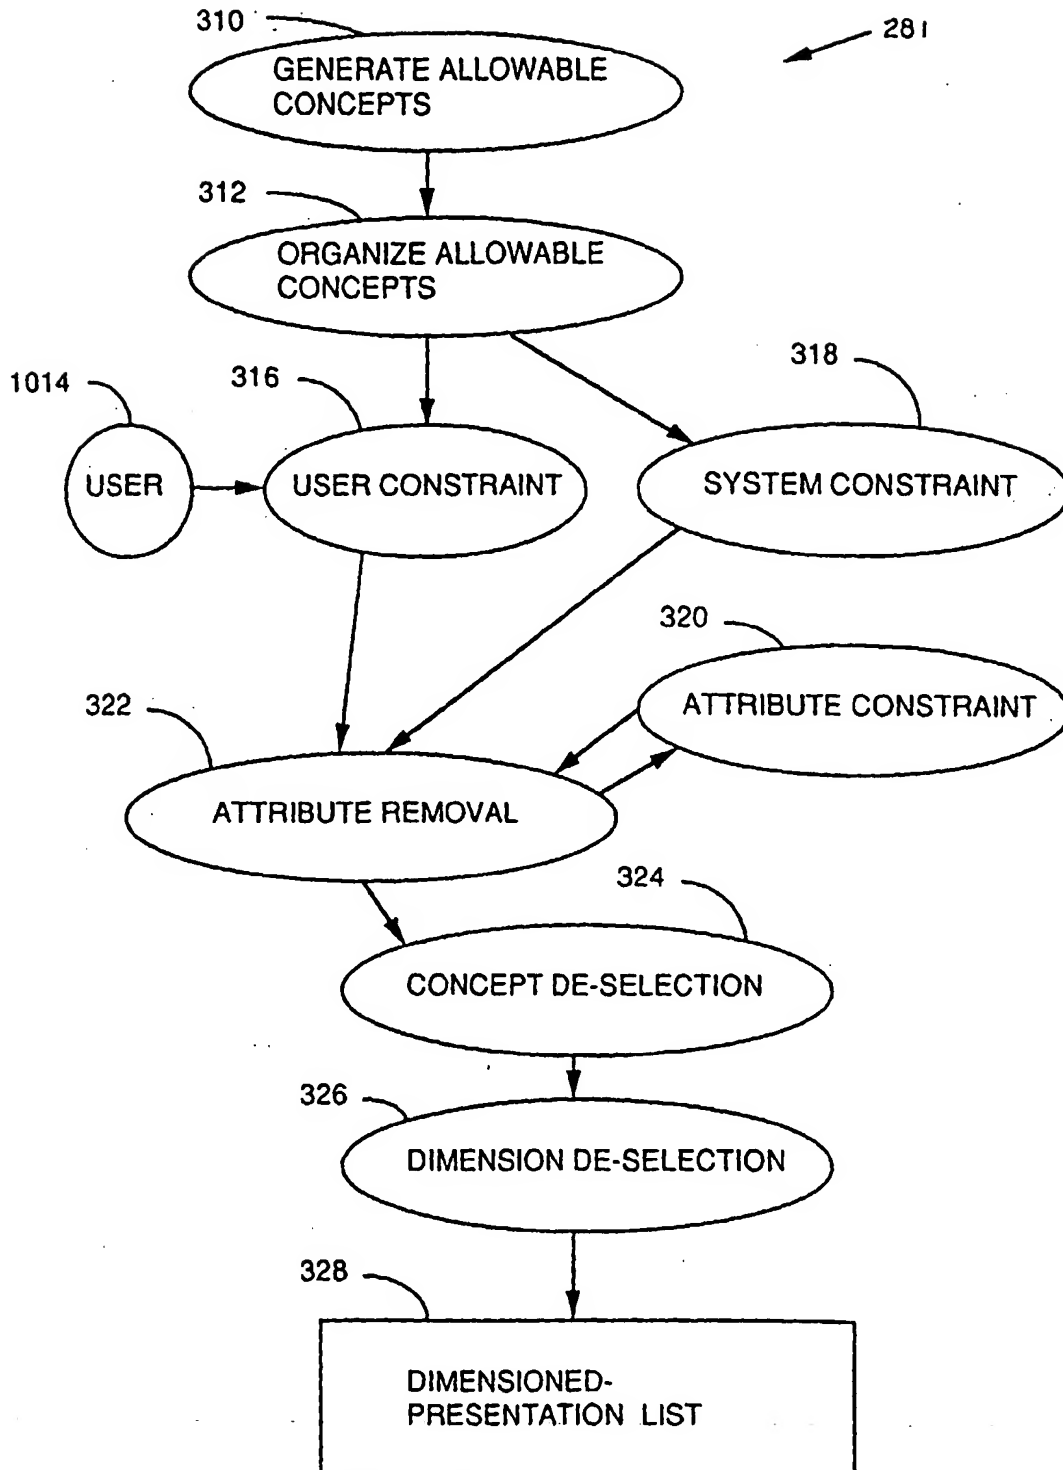 310
281
GENERATE ALLOWABLE
CONCEPTS
312
ORGANIZE ALLOWABLE
CONCEPTS
1014
316
318
USER
USER CONSTRAINT
SYSTEM CONSTRAINT
320
322
ATTRIBUTE CONSTRAINT
ATTRIBUTE REMOVAL
324
CONCEPT DE-SELECTION
326
DIMENSION DE-SELECTION
328
DIMENSIONED-
PRESENTATION LIST